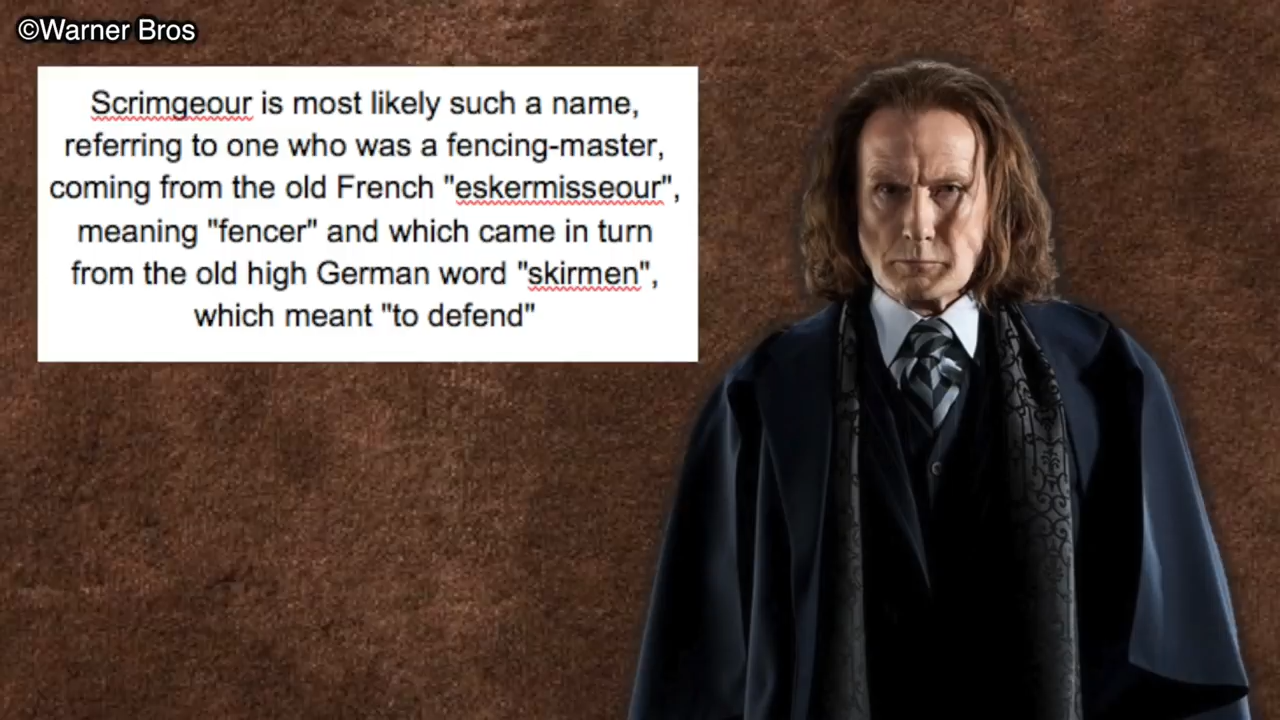 ©Warner Bros
Scrimgeour is most likely such a name,
referring to one who was a fencing-master,
coming from the old French "eskermisseour",
meaning "fencer" and which came in turn
from the old high German word "skirmen",
which meant "to defend"